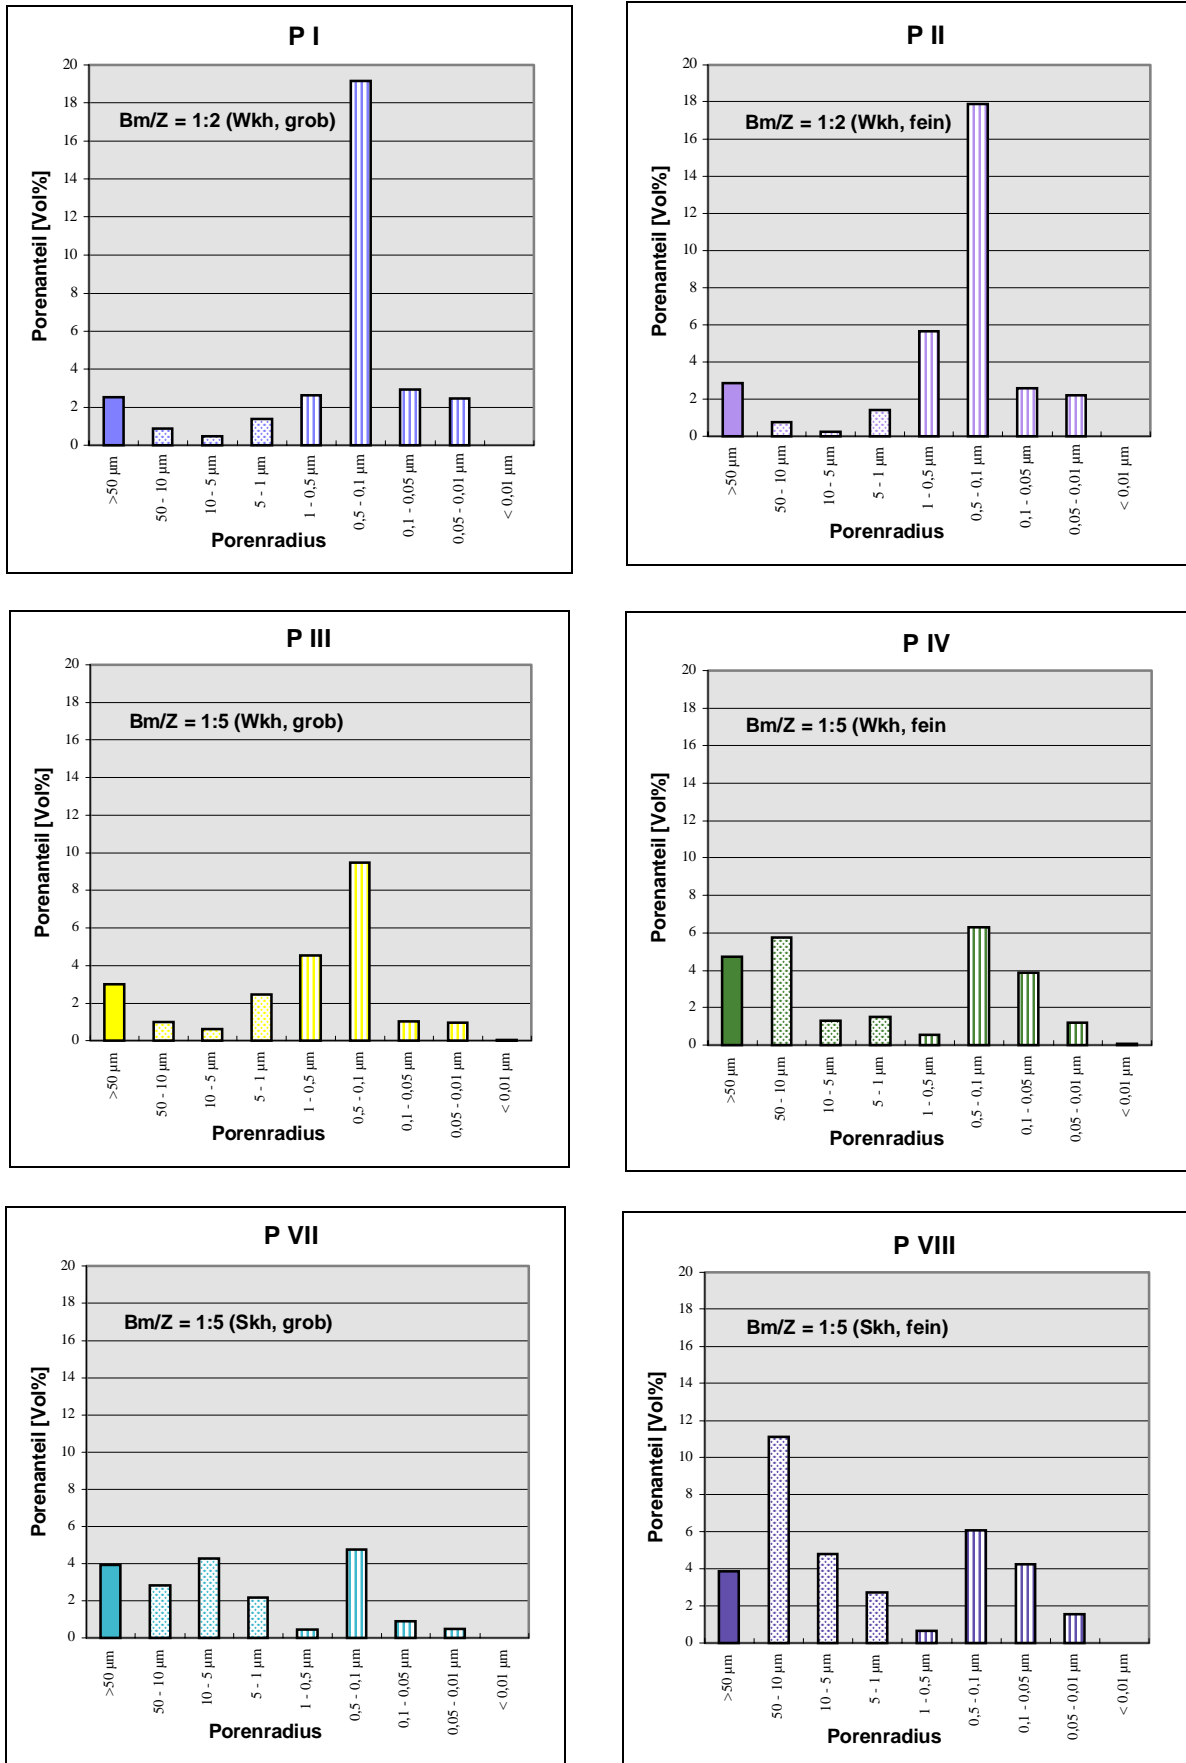 P I
Bm/Z = 1:2 (Wkh, grob)
Porenanteil [Vol%]
20
18
16
14
12
10
8
6
4
2
0
>50 µm
50 - 10 µm
10 - 5 µm
5 - 1 µm
1 - 0,5 µm
0,5 - 0,1 µm
0,1 - 0,05 µm
0,05 - 0,01 µm
< 0,01 µm
Porenradius
P II
Bm/Z = 1:2 (Wkh, fein)
Porenanteil [Vol%]
20
18
16
14
12
10
8
6
4
2
0
>50 µm
50 - 10 µm
10 - 5 µm
5 - 1 µm
1 - 0,5 µm
0,5 - 0,1 µm
0,1 - 0,05 µm
0,05 - 0,01 µm
< 0,01 µm
Porenradius
P III
Bm/Z = 1:5 (Wkh, grob)
Porenanteil [Vol%]
20
18
16
14
12
10
8
6
4
2
0
>50 µm
50 - 10 µm
10 - 5 µm
5 - 1 µm
1 - 0,5 µm
0,5 - 0,1 µm
0,1 - 0,05 µm
0,05 - 0,01 µm
< 0,01 µm
Porenradius
P IV
Bm/Z = 1:5 (Wkh, fein
Porenanteil [Vol%]
20
18
16
14
12
10
8
6
4
2
0
>50 µm
50 - 10 µm
10 - 5 µm
5 - 1 µm
1 - 0,5 µm
0,5 - 0,1 µm
0,1 - 0,05 µm
0,05 - 0,01 µm
< 0,01 µm
Porenradius
P VII
Bm/Z = 1:5 (Skh, grob)
Porenanteil [Vol%]
20
18
16
14
12
10
8
6
4
2
0
>50 µm
50 - 10 µm
10 - 5 µm
5 - 1 µm
1 - 0,5 µm
0,5 - 0,1 µm
0,1 - 0,05 µm
0,05 - 0,01 µm
< 0,01 µm
Porenradius
P VIII
Bm/Z = 1:5 (Skh, fein)
Porenanteil [Vol%]
20
18
16
14
12
10
8
6
4
2
0
>50 µm
50 - 10 µm
10 - 5 µm
5 - 1 µm
1 - 0,5 µm
0,5 - 0,1 µm
0,1 - 0,05 µm
0,05 - 0,01 µm
< 0,01 µm
Porenradius